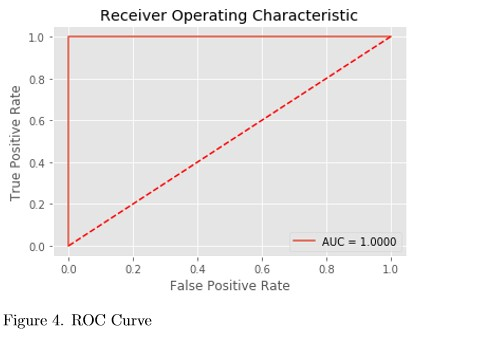 Receiver Operating Characteristic
1.0
0.8
0.6
0.4
0.2
0.0
True Positive Rate
AUC = 1.0000
0.0 0.2 0.4 0.6 0.8 1.0
False Positive Rate
Figure 4. ROC Curve